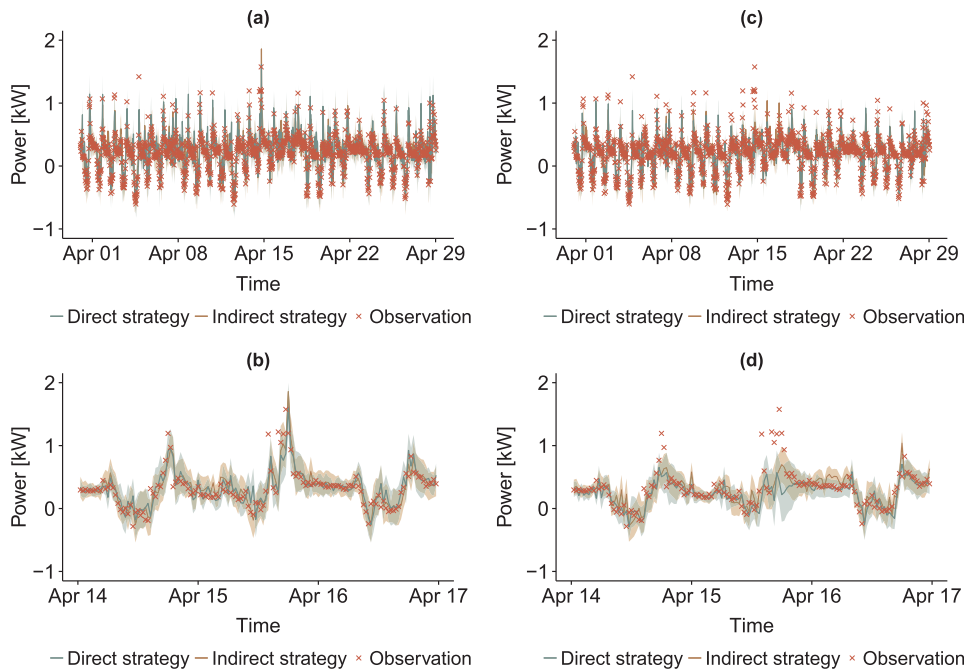 (a)
Power [kW]
2
1
0
−1
Apr 01 Apr 08 Apr 15 Apr 22 Apr 29
Time
Direct strategy Indirect strategy × Observation
(c)
Power [kW]
2
1
0
−1
Apr 01 Apr 08 Apr 15 Apr 22 Apr 29
Time
Direct strategy Indirect strategy × Observation
(b)
Power [kW]
2
1
0
−1
Apr 14 Apr 15 Apr 16 Apr 17
Time
Direct strategy Indirect strategy × Observation
(d)
Power [kW]
2
1
0
−1
Apr 14 Apr 15 Apr 16 Apr 17
Time
Direct strategy Indirect strategy × Observation